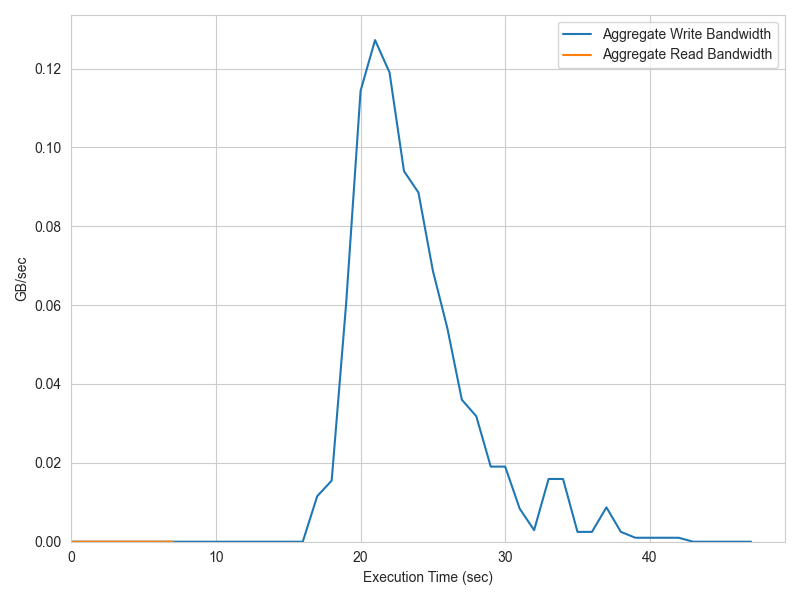 Aggregate Write Bandwidth
Aggregate Read Bandwidth
GB/sec
0.12
0.10
0.08
0.06
0.04
0.02
0.00
0 10 20 30 40
Execution Time (sec)